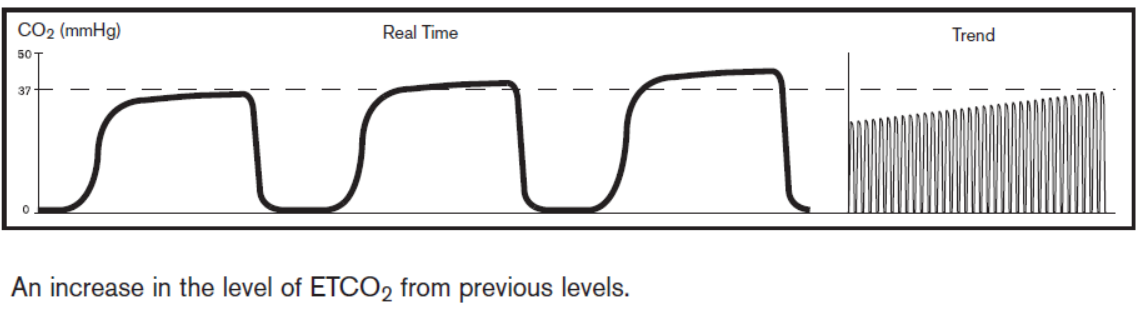 CO₂ (mmHg)
Real Time
Trend
50
37
0
An increase in the level of ETCO₂ from previous levels.